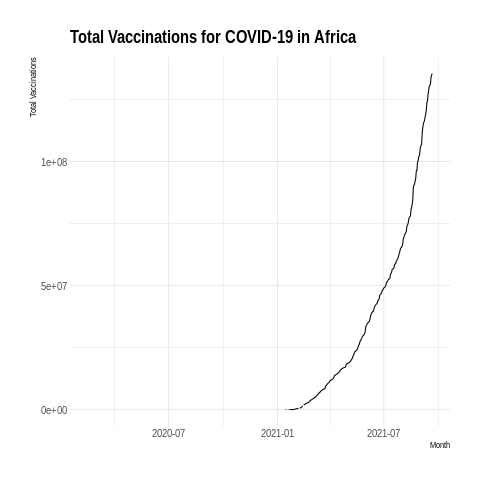 Total Vaccinations for COVID-19 in Africa
Total Vaccinations
1e+08
5e+07
0e+00
2020-07 2021-01 2021-07
Month